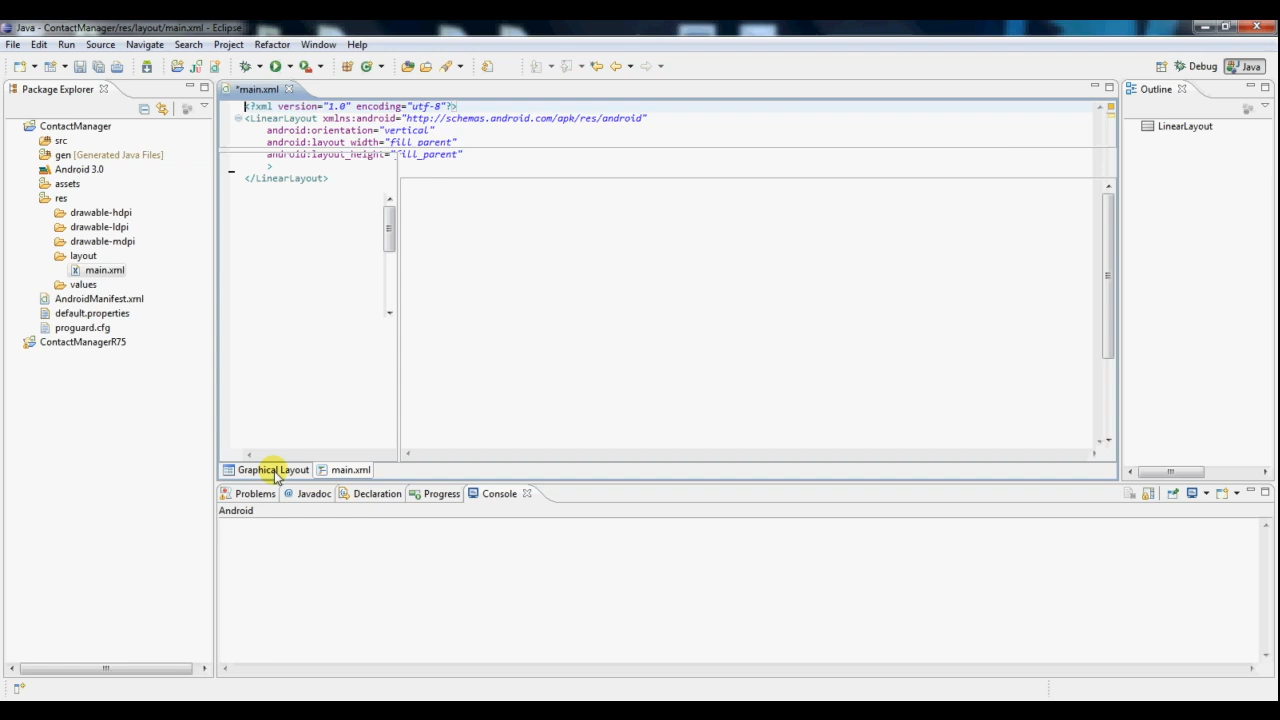 Java - ContactManager/res/layout/main.xml - Eclipse
File Edit Run Source Navigate Search Project Refactor Window Help
Debug Java
Package Explorer
ContactManager
src
gen [Generated Java Files]
Android 3.0
assets
res
drawable-hdpi
drawable-ldpi
drawable-mdpi
layout
main.xml
values
AndroidManifest.xml
default.properties
proguard.cfg
ContactManagerR75
*main.xml
<?xml version="1.0" encoding="utf-8"?>
<LinearLayout xmlns:android="http://schemas.android.com/apk/res/android"
android:orientation="vertical"
android:layout_width="fill_parent"
android:layout_height="fill_parent"
>
</LinearLayout>
Graphical Layout main.xml
Outline
LinearLayout
Problems @ Javadoc Declaration Progress Console
Android